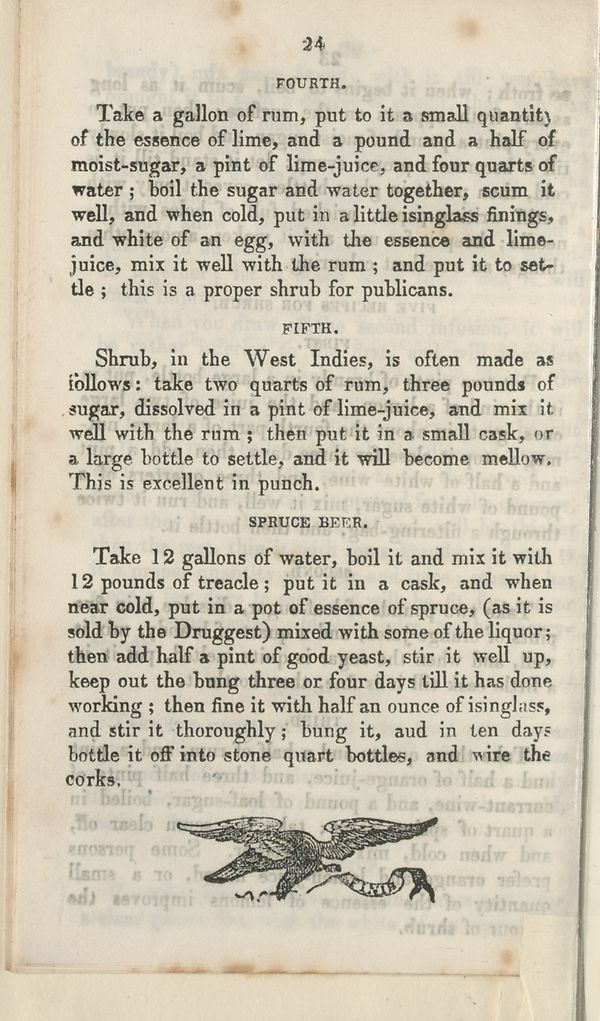 24
FOURTH.
Take a gallon of rum, put to it a small quantity
of the essence of lime, and a pound and a half of
moist-sugar, a pint of lime-juice, and four quarts of
water ; boil the sugar and water together, scum it
well, and when cold, put in a little isinglass finings,
and white of an egg, with the essence and lime-
juice, mix it well with the rum ; and put it to set-
tle ; this is a proper shrub for publicans.
FIFTH.
Shrub, in the West Indies, is often made as
follows: take two quarts of rum, three pounds of
sugar, dissolved in a pint of lime-juice, and mix it
well with the rum ; then put it in a small cask, or
a large bottle to settle, and it will become mellow.
This is excellent in punch.
SPRUCE BEER.
Take 12 gallons of water, boil it and mix it with
12 pounds of treacle ; put it in a cask, and when
near cold, put in a pot of essence of spruce, (as it is
sold by the Druggest) mixed with some of the liquor;
then add half a pint of good yeast, stir it well up,
keep out the bung three or four days till it has done
working ; then fine it with half an ounce of isinglass,
and stir it thoroughly ; bung it, aud in ten days
bottle it off into stone quart bottles, and wire the
corks.
FINIS